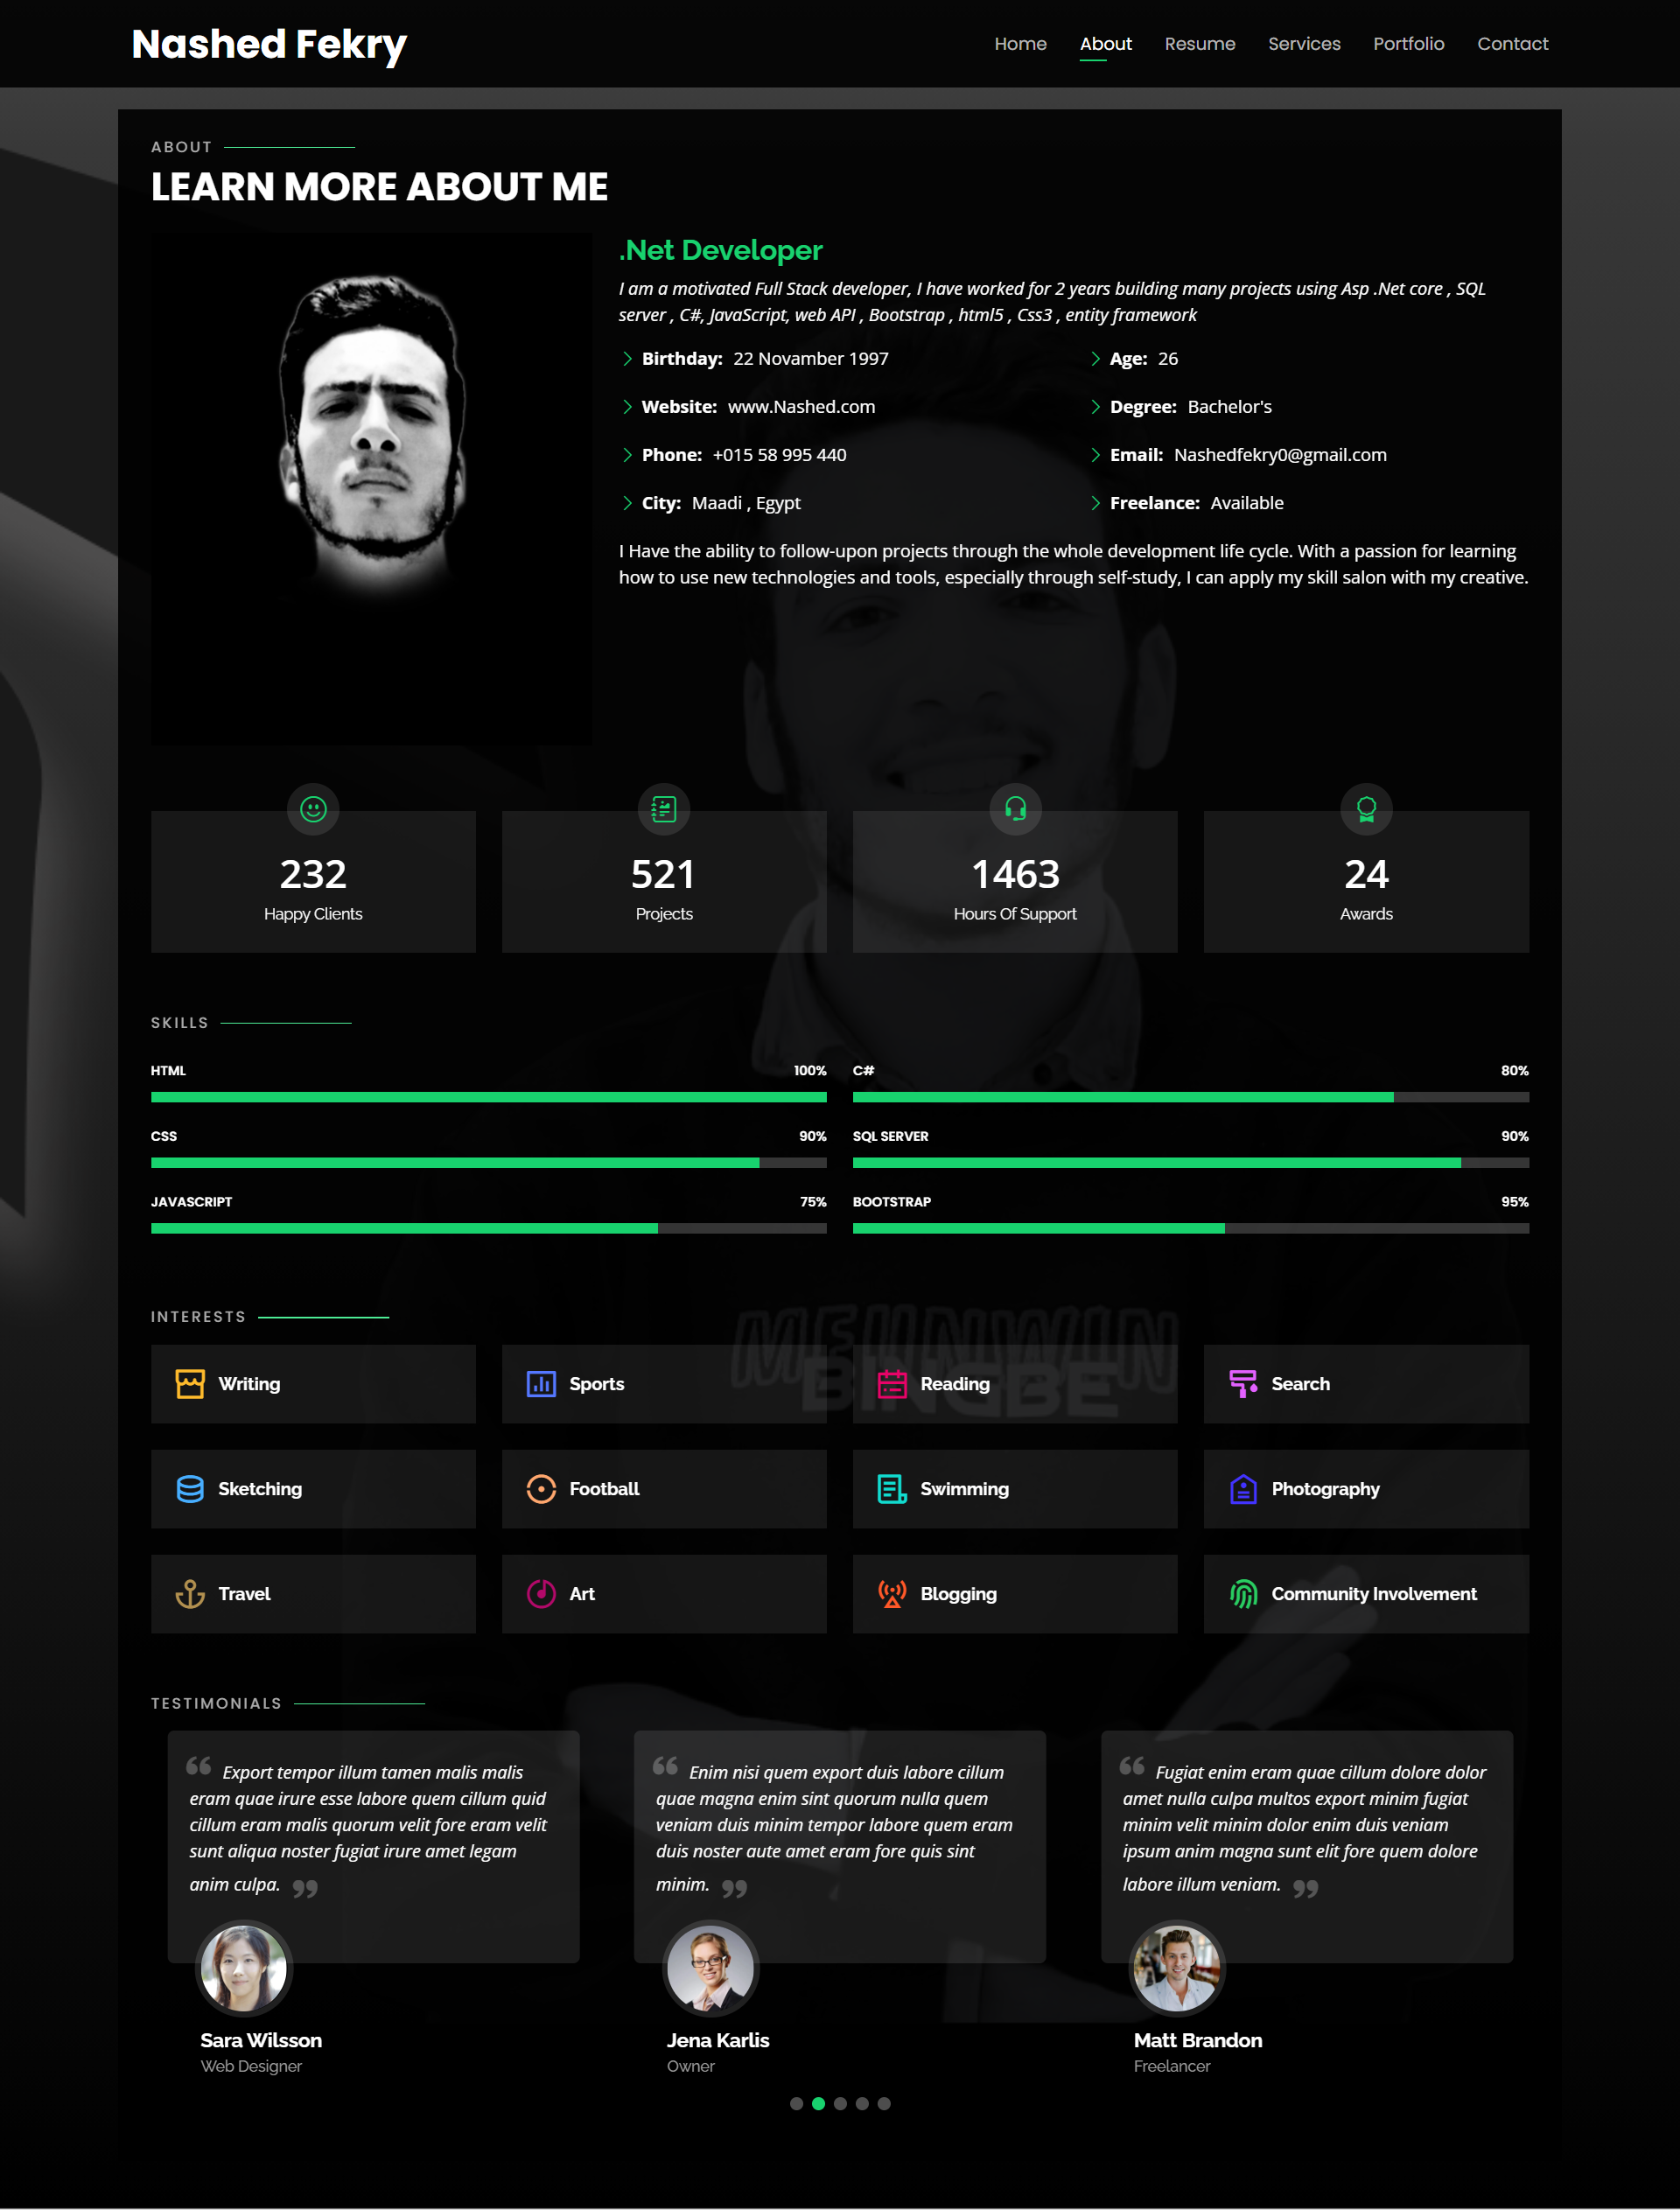 Nashed Fekry
Home About Resume Services Portfolio Contact
ABOUT
LEARN MORE ABOUT ME
.Net Developer
I am a motivated Full Stack developer, I have worked for 2 years building many projects using Asp .Net core , SQL
server , C#, JavaScript, web API , Bootstrap , html5 , Css3 , entity framework
Birthday: 22 Novamber 1997
Age: 26
Website: www.Nashed.com
Degree: Bachelor's
Phone: +015 58 995 440
Email: Nashedfekry0@gmail.com
City: Maadi , Egypt
Freelance: Available
I Have the ability to follow-upon projects through the whole development life cycle. With a passion for learning
how to use new technologies and tools, especially through self-study, I can apply my skill salon with my creative.
232
Happy Clients
521
Projects
1463
Hours Of Support
24
Awards
SKILLS
HTML 100%
C# 80%
CSS 90%
SQL SERVER 90%
JAVASCRIPT 75%
BOOTSTRAP 95%
INTERESTS
Writing
Sports
Reading
Search
Sketching
Football
Swimming
Photography
Travel
Art
Blogging
Community Involvement
TESTIMONIALS
“ Export tempor illum tamen malis malis
eram quae irure esse labore quem cillum quid
cillum eram malis quorum velit fore eram velit
sunt aliqua noster fugiat irure amet legam
anim culpa. ”
Sara Wilsson
Web Designer
“ Enim nisi quem export duis labore cillum
quae magna enim sint quorum nulla quem
veniam duis minim tempor labore quem eram
duis noster aute amet eram fore quis sint
minim. ”
Jena Karlis
Owner
“ Fugiat enim eram quae cillum dolore dolor
amet nulla culpa multos export minim fugiat
minim velit minim dolor enim duis veniam
ipsum anim magna sunt elit fore quem dolore
labore illum veniam. ”
Matt Brandon
Freelancer